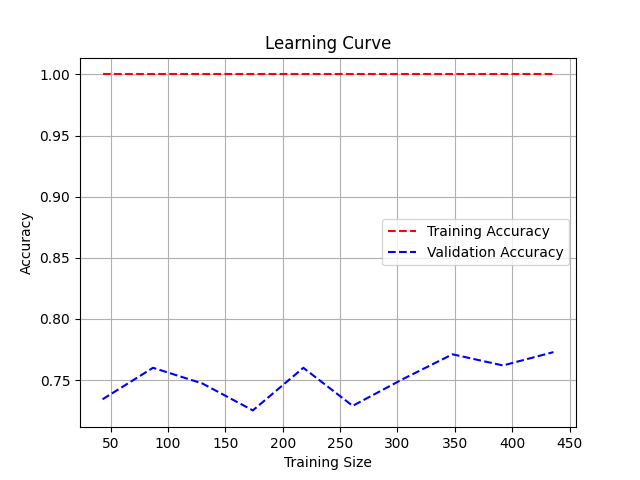 Learning Curve
1.00
0.95
0.90
0.85
0.80
0.75
Accuracy
Training Accuracy
Validation Accuracy
50 100 150 200 250 300 350 400 450
Training Size